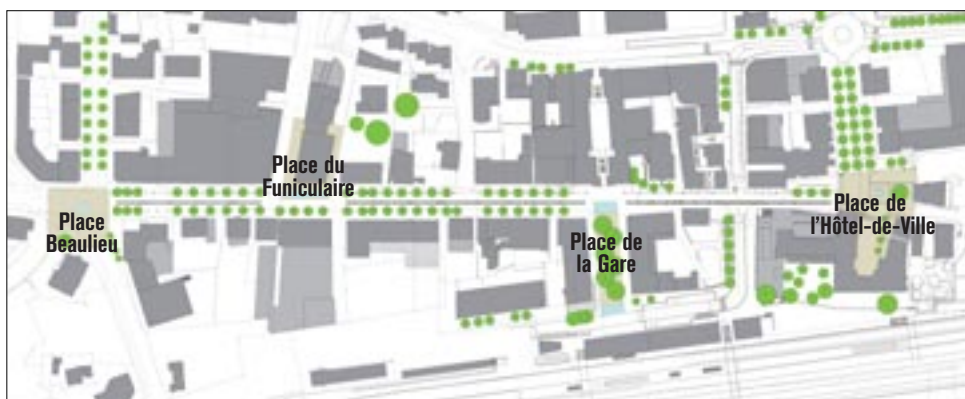 Place
Beaulieu
Place du
Funiculaire
Place de
la Gare
Place de
l'Hôtel-de-Ville